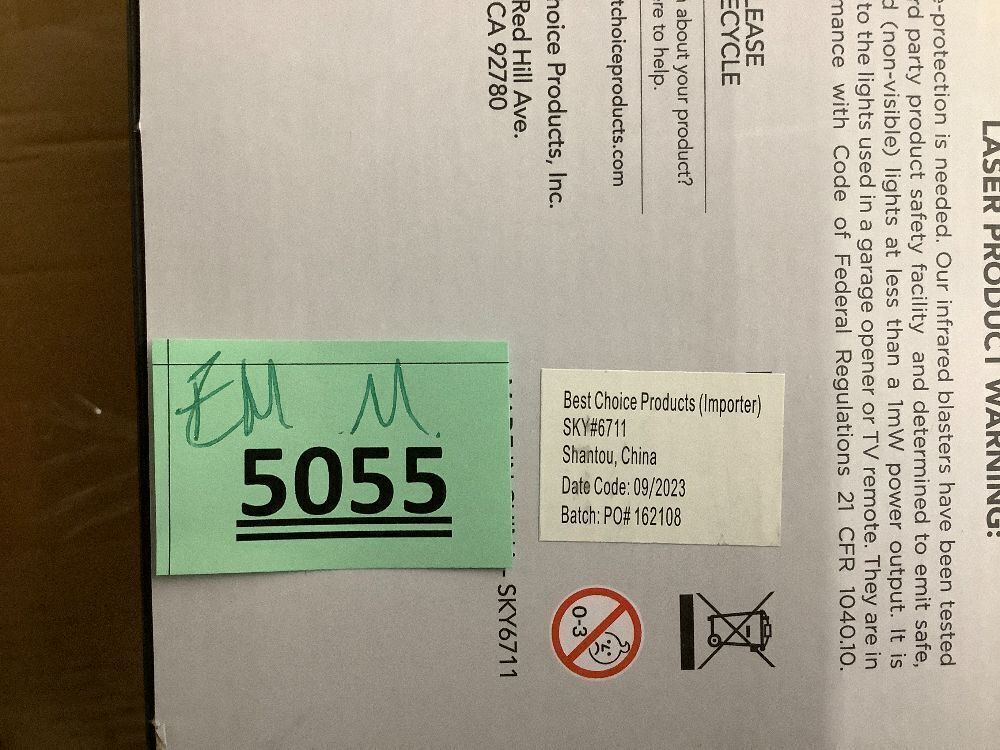 LASER PRODUCT WARNING!
e-protection is needed. Our infrared blasters have been tested
rd party product safety facility and determined to emit safe,
d (non-visible) lights at less than a 1mW power output. It is
to the lights used in a garage opener or TV remote. They are in
mance with Code of Federal Regulations 21 CFR 1040.10.
LEASE
ECYCLE
about your product?
re to help.
tchoiceproducts.com
hoice Products, Inc.
Red Hill Ave.
CA 92780
- SKY6711
0-3
EM M.
5055
Best Choice Products (Importer)
SKY#6711
Shantou, China
Date Code: 09/2023
Batch: PO# 162108